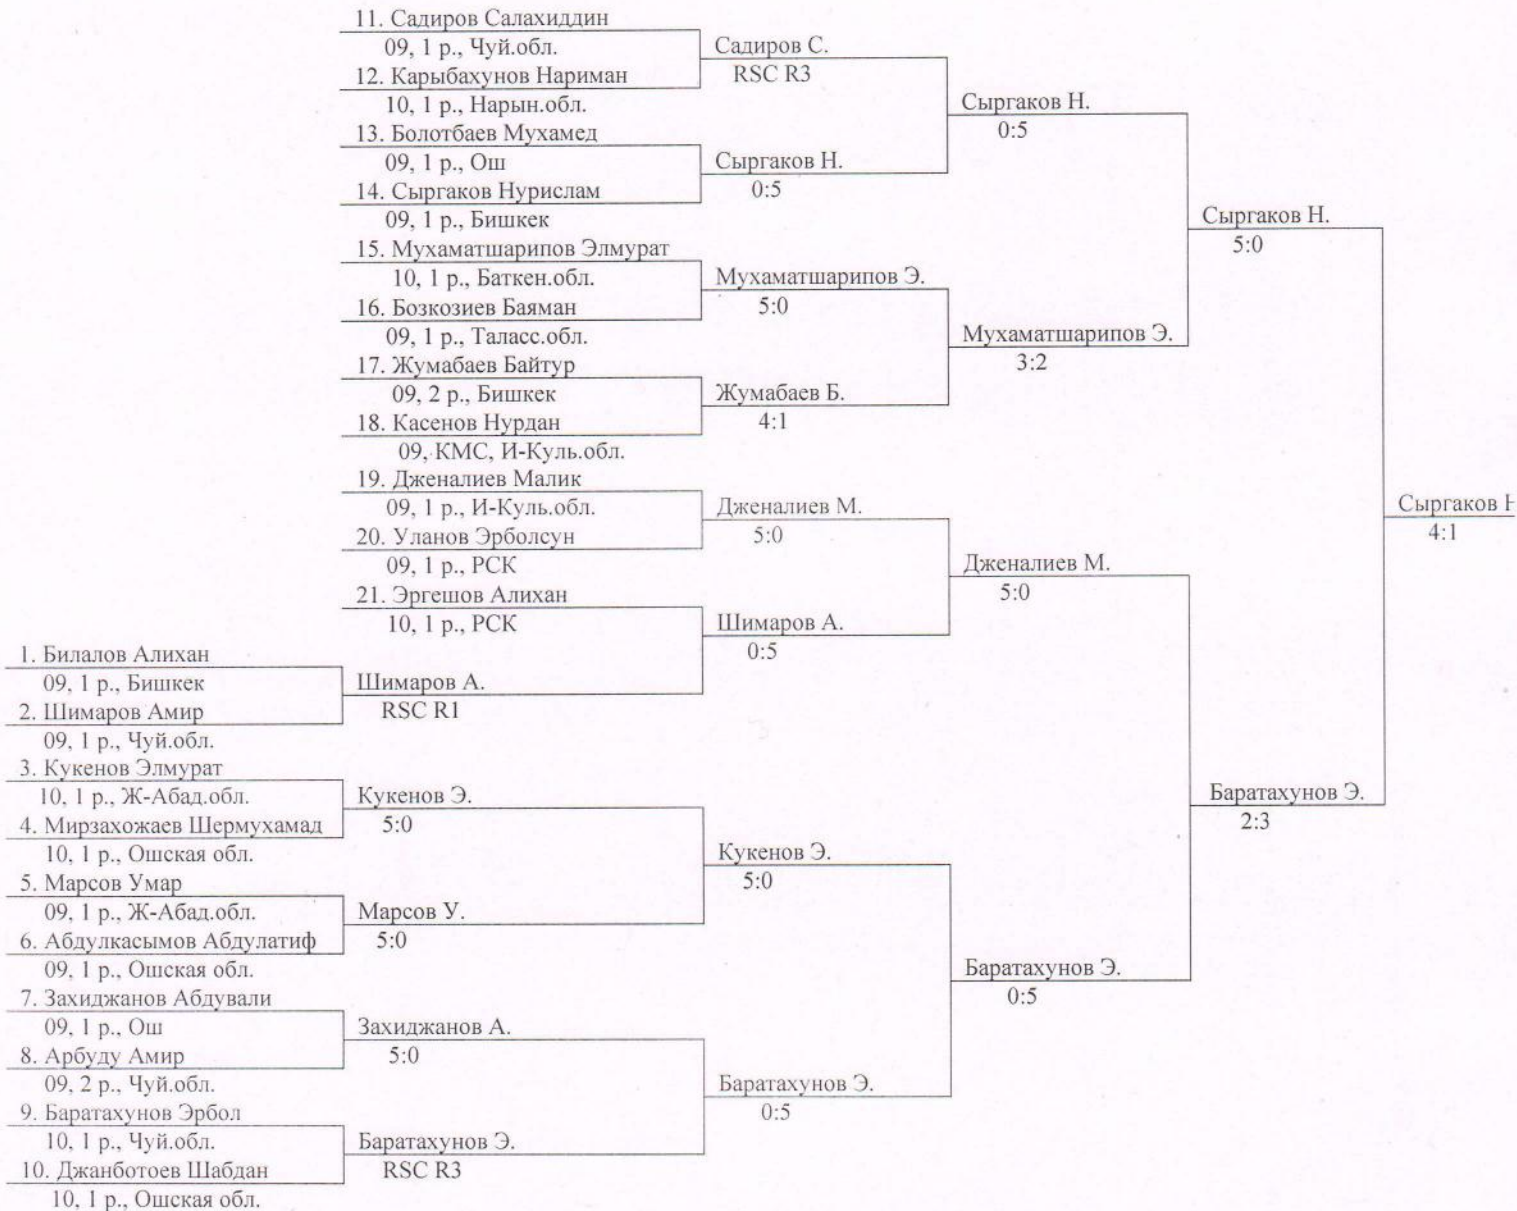 11. Садиров Салахиддин
09, 1 р., Чуй.обл.
12. Карыбахунов Нариман
10, 1 р., Нарын.обл.
13. Болотбаев Мухамед
09, 1 р., Ош
14. Сыргаков Нурислам
09, 1 р., Бишкек
15. Мухаматшарипов Элмурат
10, 1 р., Баткен.обл.
16. Бозкозиев Баяман
09, 1 р., Таласс.обл.
17. Жумабаев Байтур
09, 2 р., Бишкек
18. Касенов Нурдан
09, КМС, И-Куль.обл.
19. Дженалиев Малик
09, 1 р., И-Куль.обл.
20. Уланов Эрболсун
09, 1 р., РСК
21. Эргешов Алихан
10, 1 р., РСК
1. Билалов Алихан
09, 1 р., Бишкек
2. Шимаров Амир
09, 1 р., Чуй.обл.
3. Кукенов Элмурат
10, 1 р., Ж-Абад.обл.
4. Мирзахожаев Шермухамад
10, 1 р., Ошская обл.
5. Марсов Умар
09, 1 р., Ж-Абад.обл.
6. Абдулкасымов Абдулатиф
09, 1 р., Ошская обл.
7. Захиджанов Абдували
09, 1 р., Ош
8. Арбуду Амир
09, 2 р., Чуй.обл.
9. Баратахунов Эрбол
10, 1 р., Чуй.обл.
10. Джанботоев Шабдан
10, 1 р., Ошская обл.
Шимаров А.
RSC R1
Кукенов Э.
5:0
Марсов У.
5:0
Захиджанов А.
5:0
Баратахунов Э.
RSC R3
Садиров С.
RSC R3
Сыргаков Н.
0:5
Мухаматшарипов Э.
5:0
Жумабаев Б.
4:1
Дженалиев М.
5:0
Шимаров А.
0:5
Кукенов Э.
5:0
Баратахунов Э.
0:5
Сыргаков Н.
0:5
Мухаматшарипов Э.
3:2
Дженалиев М.
5:0
Баратахунов Э.
0:5
Сыргаков Н.
5:0
Баратахунов Э.
2:3
Сыргаков
4:1